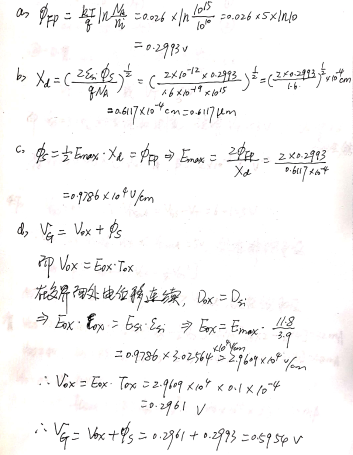 a) φFP = kT/q ln NA/ni = 0.026 × ln 10^15/10^10 = 0.026 × 5 × ln10
= 0.2993 v
b) Xd = (2εsi φs / qNA)^1/2 = (2×10^-12 × 0.2993 / 1.6×10^-19 × 10^15)^1/2 = (2×0.2993 / 1.6)^1/2 × 10^-4 cm
= 0.6117 × 10^-4 cm = 0.6117 μm
c. φs = 1/2 Emax · Xd = φFP ⇒ Emax = 2φFP / Xd = 2×0.2993 / 0.6117×10^-4
= 0.9786 × 10^4 V/cm
d) VG = Vox + φs
而 Vox = Eox · Tox
在交界面处电位移连续, Dox = Dsi
⇒ Eox · εox = Esi · εsi ⇒ Eox = Emax · 11.8/3.9
= 0.9786 × 3.02564 ×10^4 V/cm = 2.9609 × 10^4 V/cm
∴ Vox = Eox · Tox = 2.9609 × 10^4 × 0.1 × 10^-4
= 0.2961 V
∴ VG = Vox + φs = 0.2961 + 0.2993 = 0.5954 V